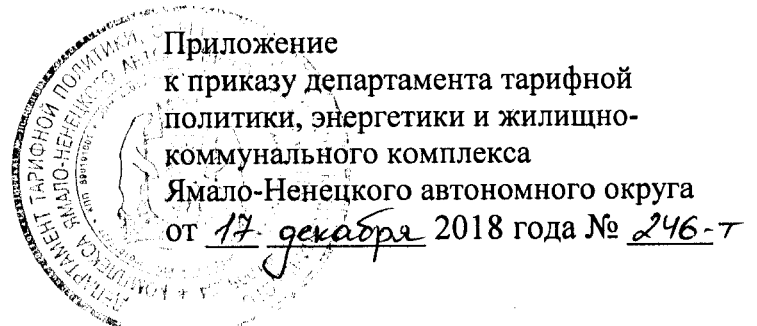 Приложение
к приказу департамента тарифной
политики, энергетики и жилищно-
коммунального комплекса
Ямало-Ненецкого автономного округа
от 17 декабря 2018 года № 246-т